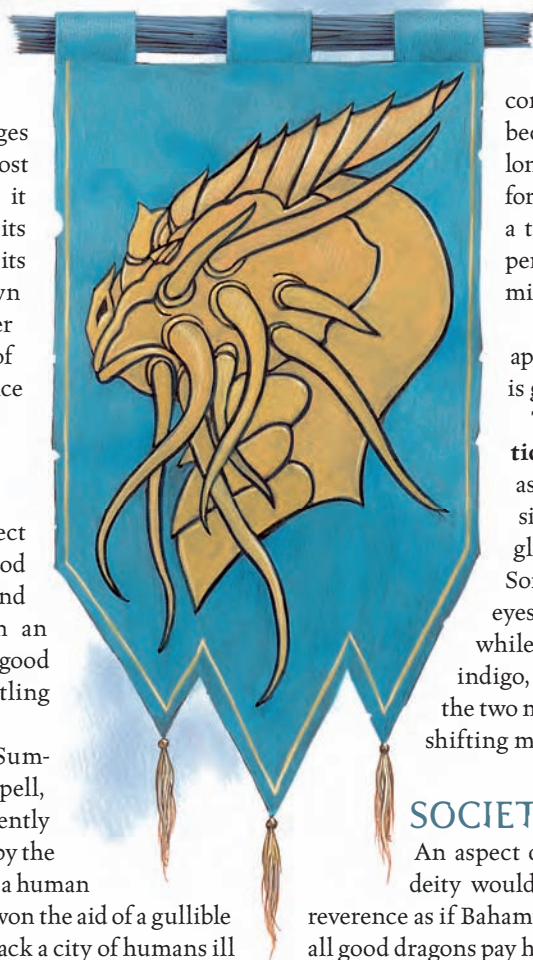 ges
ost
it
its
its
wn
er
of
ce
ect
od
nd
n an
good
tling
Sum-
pell,
ently
by the
a human
won the aid of a gullible
ack a city of humans ill
con
bec
lon
for
a t
per
mi
ap
is g
tio
as
si
gl
Son
eyes
while
indigo,
the two n
shifting m
SOCIET
An aspect o
deity would
reverence as if Baham
all good dragons pay h